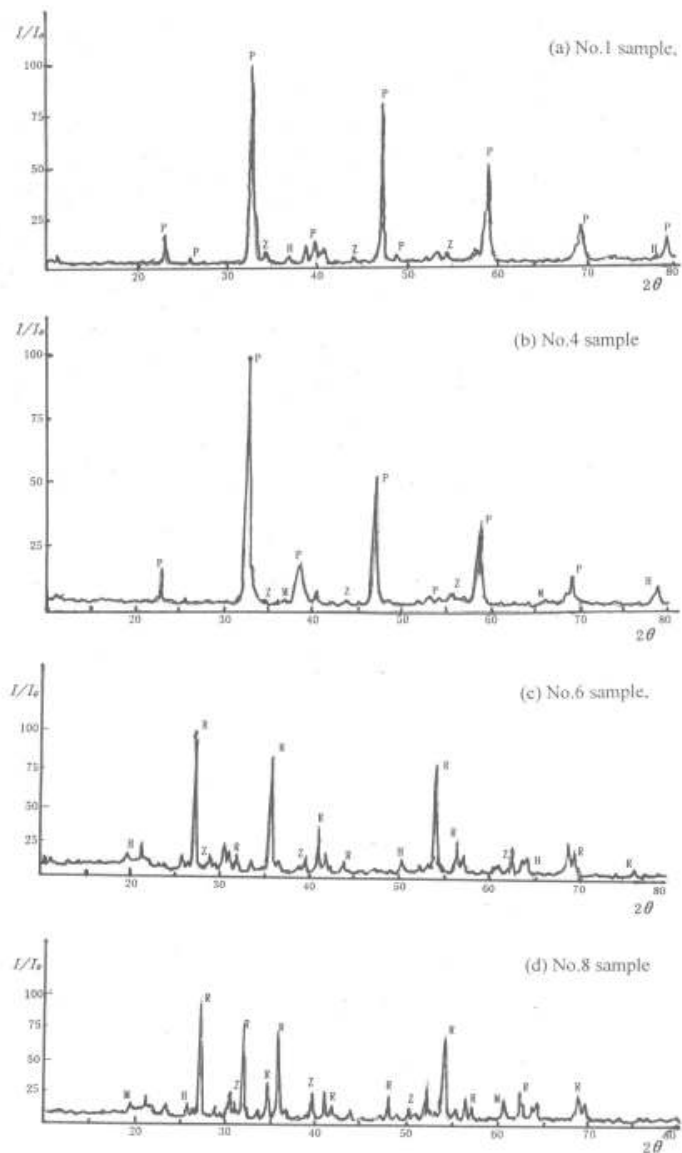 I/I₀
(a) No.1 sample.
P
100
P
75
P
50
25
P P Z H P Z P Z P H P
20 30 40 50 60 70 80
2θ
I/I₀
(b) No.4 sample
100
P
75
50
P
P
25
P Z M P Z P Z M P H
20 30 40 50 60 70 80
2θ
I/I₀
(c) No.6 sample.
100
R
R
75
H
50
R
25
H Z R Z R H R Z H R R
20 30 40 50 60 70 80
2θ
I/I₀
(d) No.8 sample
100
R
75
R
R
50
R
25
M H Z R Z R R Z R M R R
20 30 40 50 60 70 80
2θ